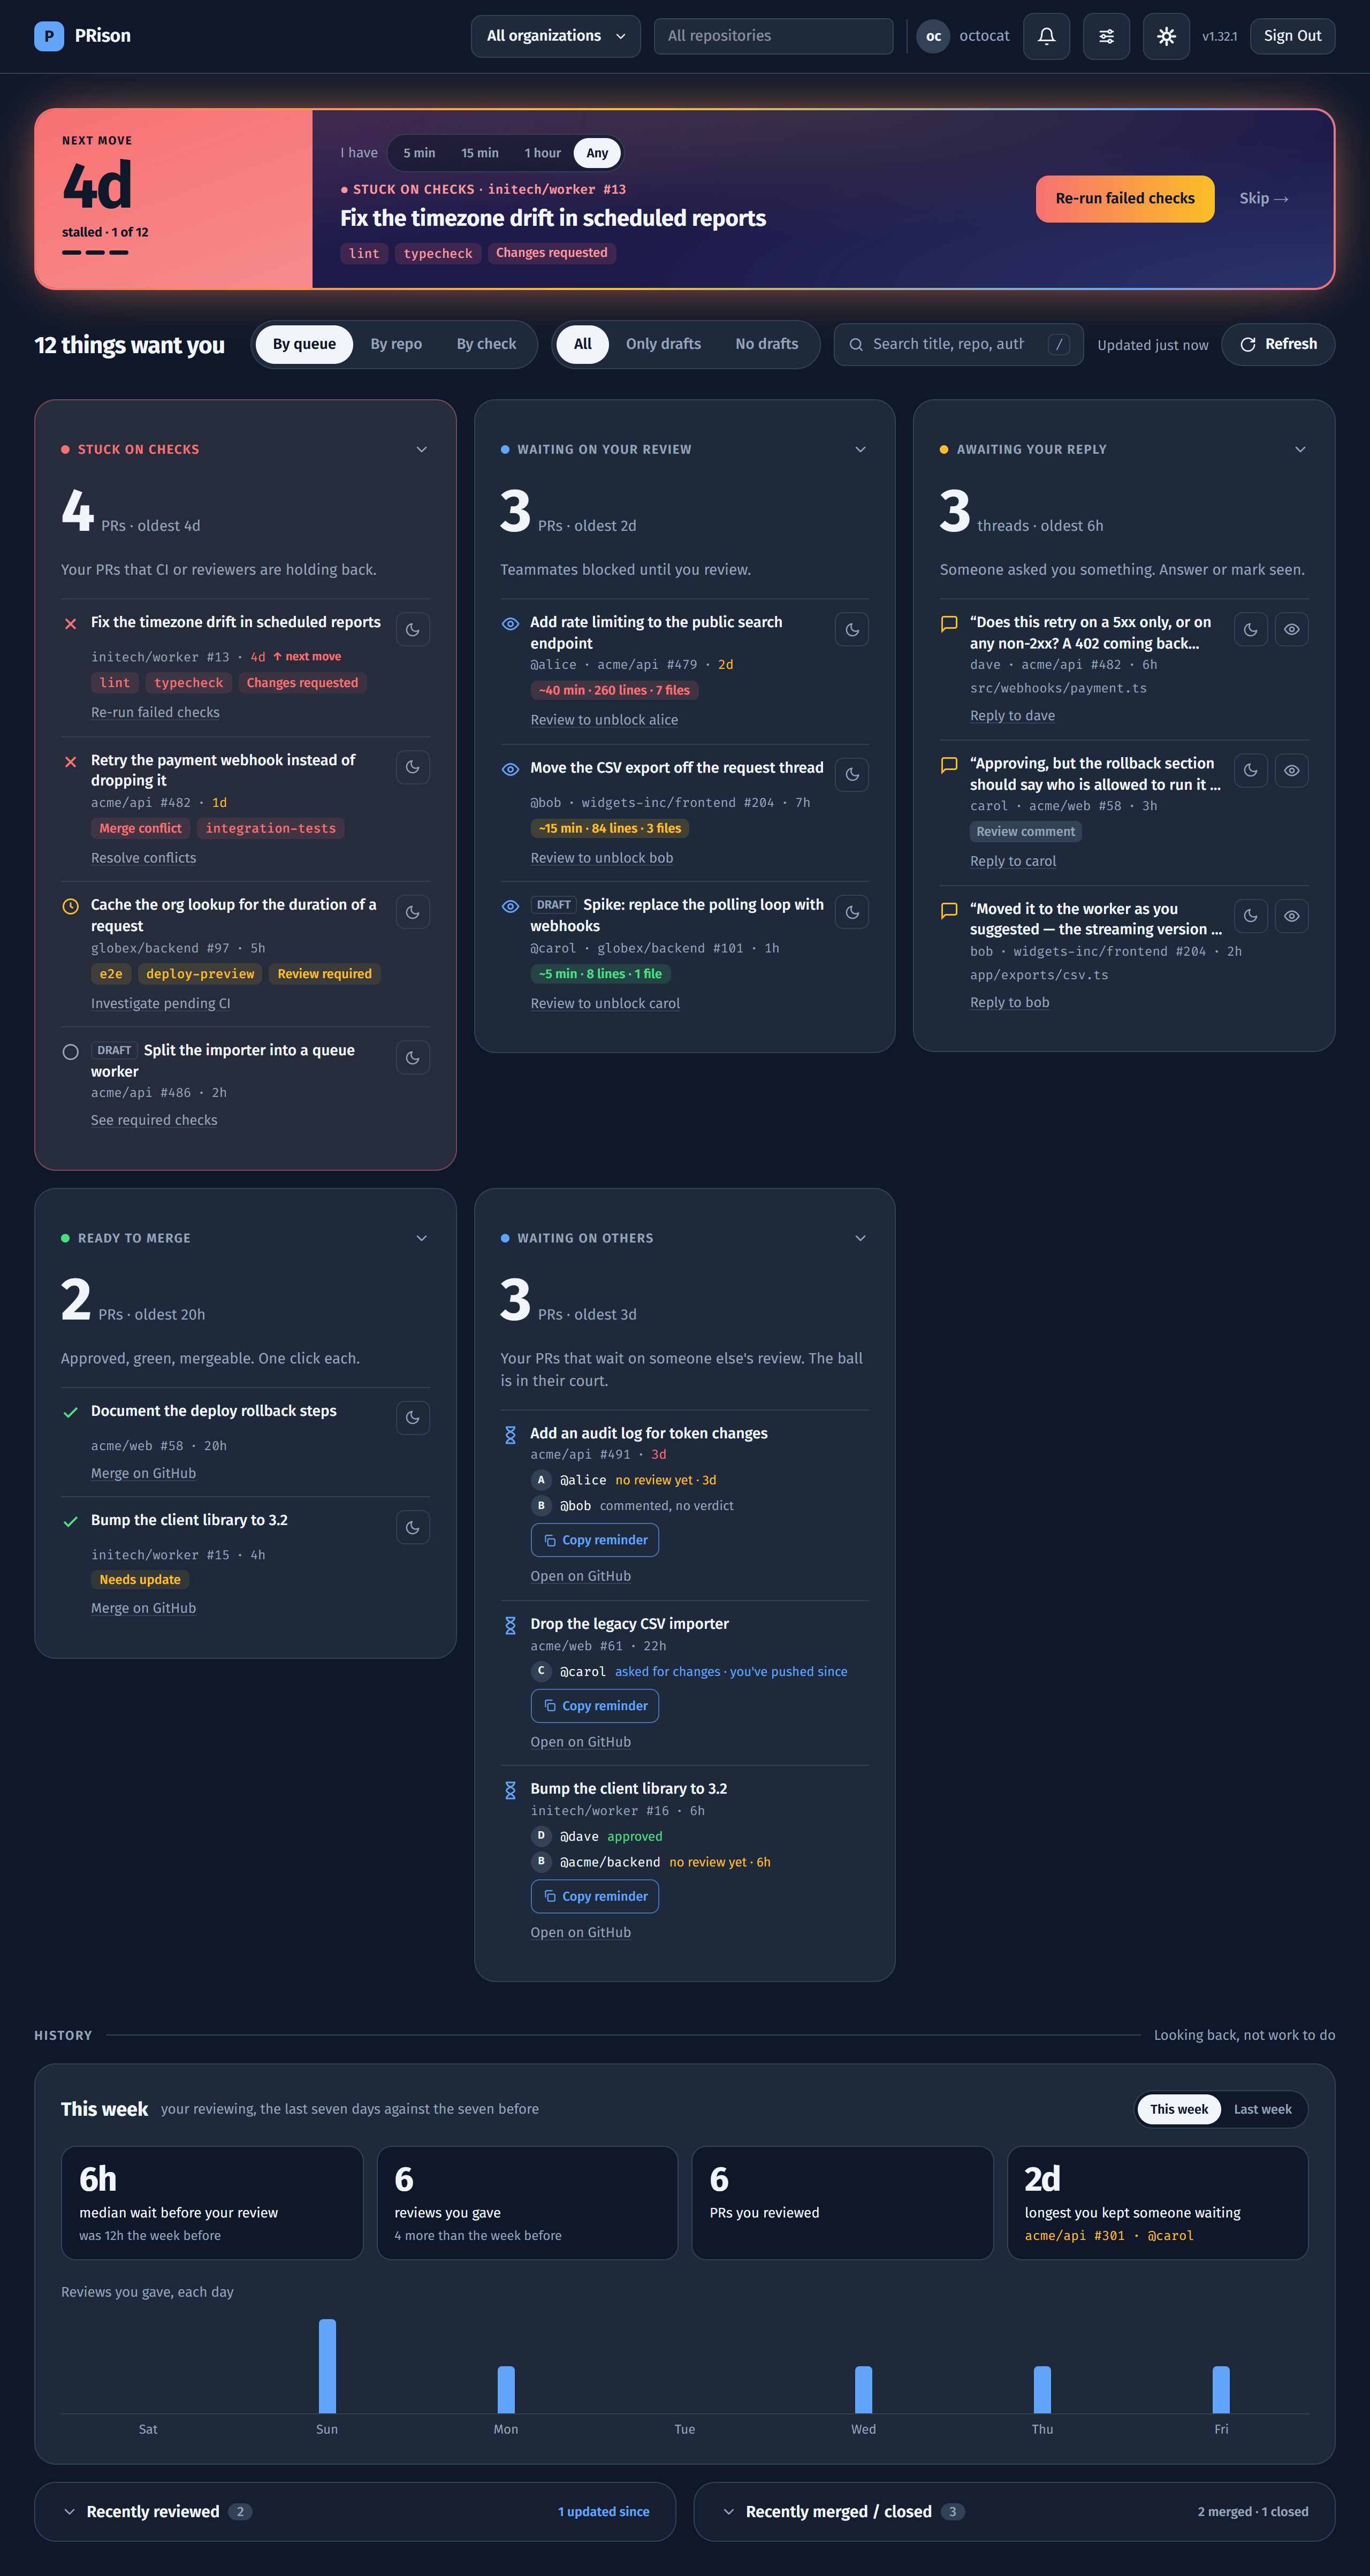 P PRison All organizations All repositories oc octocat v1.32.1 Sign Out
NEXT MOVE
4d
stalled · 1 of 12
I have 5 min 15 min 1 hour Any
STUCK ON CHECKS · initech/worker #13
Fix the timezone drift in scheduled reports
lint typecheck Changes requested
Re-run failed checks Skip →
12 things want you By queue By repo By check All Only drafts No drafts Search title, repo, auth / Updated just now Refresh
STUCK ON CHECKS
4 PRs · oldest 4d
Your PRs that CI or reviewers are holding back.
Fix the timezone drift in scheduled reports
initech/worker #13 · 4d ↑ next move
lint typecheck Changes requested
Re-run failed checks
Retry the payment webhook instead of
dropping it
acme/api #482 · 1d
Merge conflict integration-tests
Resolve conflicts
Cache the org lookup for the duration of a
request
globex/backend #97 · 5h
e2e deploy-preview Review required
Investigate pending CI
DRAFT Split the importer into a queue
worker
acme/api #486 · 2h
See required checks
WAITING ON YOUR REVIEW
3 PRs · oldest 2d
Teammates blocked until you review.
Add rate limiting to the public search
endpoint
@alice · acme/api #479 · 2d
~40 min · 260 lines · 7 files
Review to unblock alice
Move the CSV export off the request thread
@bob · widgets-inc/frontend #204 · 7h
~15 min · 84 lines · 3 files
Review to unblock bob
DRAFT Spike: replace the polling loop with
webhooks
@carol · globex/backend #101 · 1h
~5 min · 8 lines · 1 file
Review to unblock carol
AWAITING YOUR REPLY
3 threads · oldest 6h
Someone asked you something. Answer or mark seen.
“Does this retry on a 5xx only, or on
any non-2xx? A 402 coming back…
dave · acme/api #482 · 6h
src/webhooks/payment.ts
Reply to dave
“Approving, but the rollback section
should say who is allowed to run it …
carol · acme/web #58 · 3h
Review comment
Reply to carol
“Moved it to the worker as you
suggested — the streaming version …
bob · widgets-inc/frontend #204 · 2h
app/exports/csv.ts
Reply to bob
READY TO MERGE
2 PRs · oldest 20h
Approved, green, mergeable. One click each.
Document the deploy rollback steps
acme/web #58 · 20h
Merge on GitHub
Bump the client library to 3.2
initech/worker #15 · 4h
Needs update
Merge on GitHub
WAITING ON OTHERS
3 PRs · oldest 3d
Your PRs that wait on someone else's review. The ball
is in their court.
Add an audit log for token changes
acme/api #491 · 3d
A @alice no review yet · 3d
B @bob commented, no verdict
Copy reminder
Open on GitHub
Drop the legacy CSV importer
acme/web #61 · 22h
C @carol asked for changes · you've pushed since
Copy reminder
Open on GitHub
Bump the client library to 3.2
initech/worker #16 · 6h
D @dave approved
B @acme/backend no review yet · 6h
Copy reminder
Open on GitHub
HISTORY Looking back, not work to do
This week your reviewing, the last seven days against the seven before This week Last week
6h
median wait before your review
was 12h the week before
6
reviews you gave
4 more than the week before
6
PRs you reviewed
2d
longest you kept someone waiting
acme/api #301 · @carol
Reviews you gave, each day
Sat Sun Mon Tue Wed Thu Fri
Recently reviewed 2 1 updated since
Recently merged / closed 3 2 merged · 1 closed